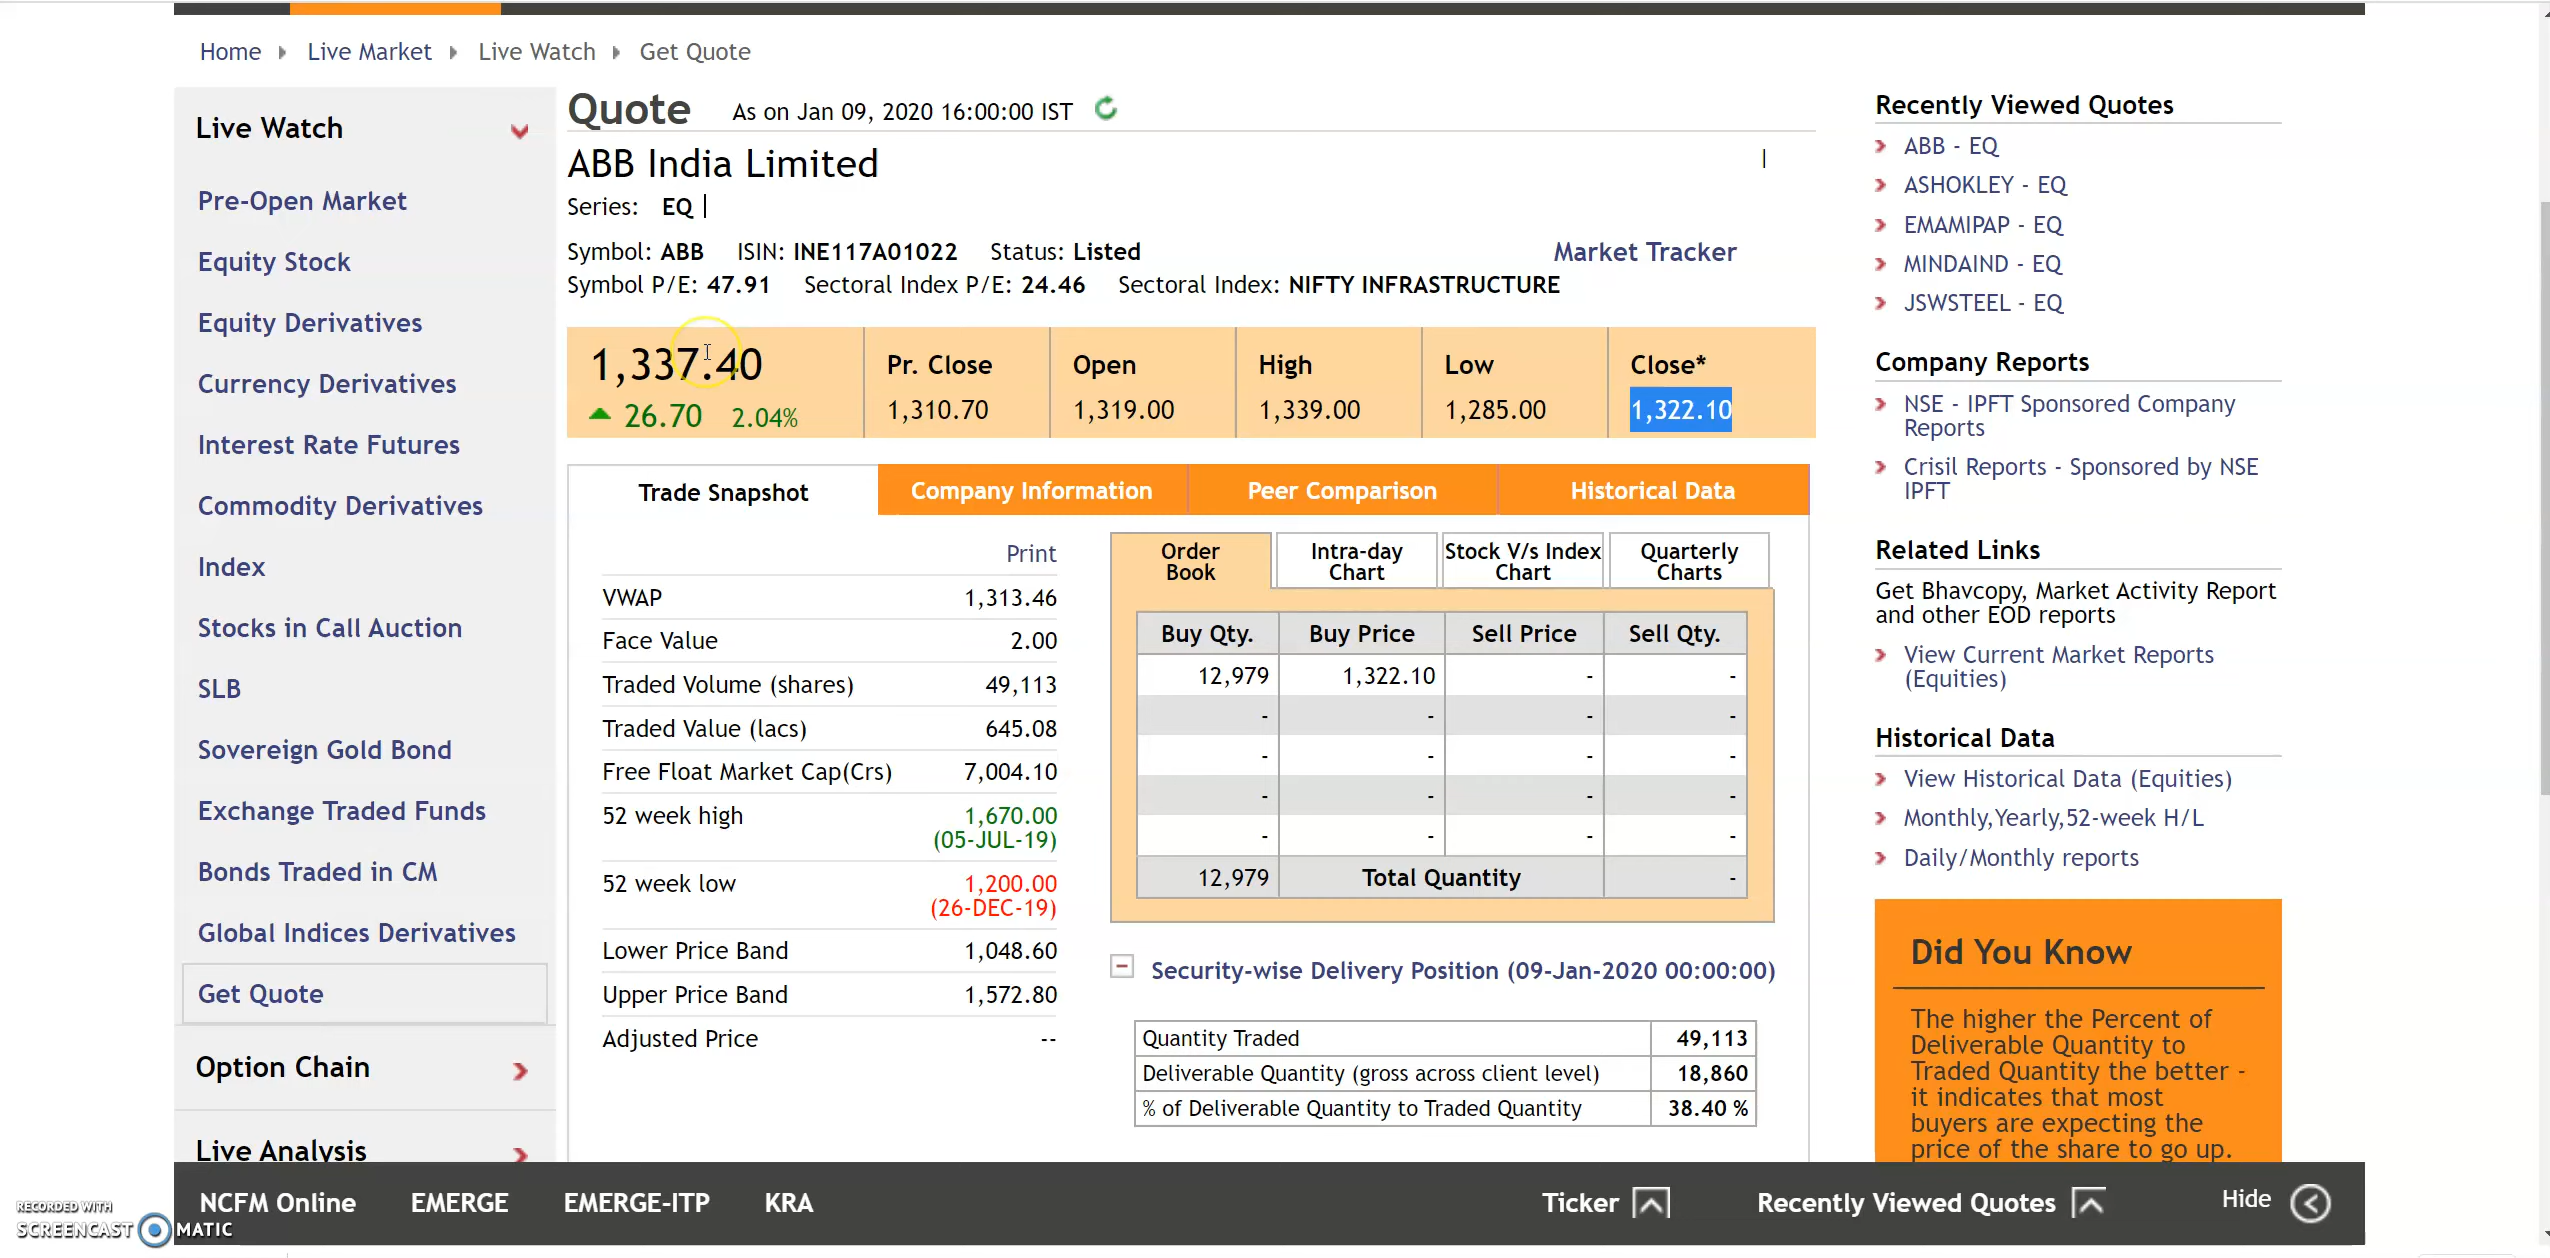 Home Live Market Live Watch Get Quote
Live Watch
Pre-Open Market
Equity Stock
Equity Derivatives
Currency Derivatives
Interest Rate Futures
Commodity Derivatives
Index
Stocks in Call Auction
SLB
Sovereign Gold Bond
Exchange Traded Funds
Bonds Traded in CM
Global Indices Derivatives
Get Quote
Option Chain
Live Analysis
Quote As on Jan 09, 2020 16:00:00 IST
ABB India Limited |
Series: EQ |
Symbol: ABB ISIN: INE117A01022 Status: Listed Market Tracker
Symbol P/E: 47.91 Sectoral Index P/E: 24.46 Sectoral Index: NIFTY INFRASTRUCTURE
1,337.40 Pr. Close Open High Low Close*
26.70 2.04% 1,310.70 1,319.00 1,339.00 1,285.00 1,322.10
Trade Snapshot Company Information Peer Comparison Historical Data
Print
VWAP 1,313.46
Face Value 2.00
Traded Volume (shares) 49,113
Traded Value (lacs) 645.08
Free Float Market Cap(Crs) 7,004.10
52 week high 1,670.00
(05-JUL-19)
52 week low 1,200.00
(26-DEC-19)
Lower Price Band 1,048.60
Upper Price Band 1,572.80
Adjusted Price --
Order Intra-day Stock V/s Index Quarterly
Book Chart Chart Charts
Buy Qty. Buy Price Sell Price Sell Qty.
12,979 1,322.10 - -
- - - -
- - - -
- - - -
- - - -
12,979 Total Quantity -
Security-wise Delivery Position (09-Jan-2020 00:00:00)
Quantity Traded 49,113
Deliverable Quantity (gross across client level) 18,860
% of Deliverable Quantity to Traded Quantity 38.40 %
Recently Viewed Quotes
ABB - EQ
ASHOKLEY - EQ
EMAMIPAP - EQ
MINDAIND - EQ
JSWSTEEL - EQ
Company Reports
NSE - IPFT Sponsored Company
Reports
Crisil Reports - Sponsored by NSE
IPFT
Related Links
Get Bhavcopy, Market Activity Report
and other EOD reports
View Current Market Reports
(Equities)
Historical Data
View Historical Data (Equities)
Monthly,Yearly,52-week H/L
Daily/Monthly reports
Did You Know
The higher the Percent of
Deliverable Quantity to
Traded Quantity the better -
it indicates that most
buyers are expecting the
price of the share to go up.
NCFM Online EMERGE EMERGE-ITP KRA Ticker Recently Viewed Quotes Hide
RECORDED WITH
SCREENCAST MATIC